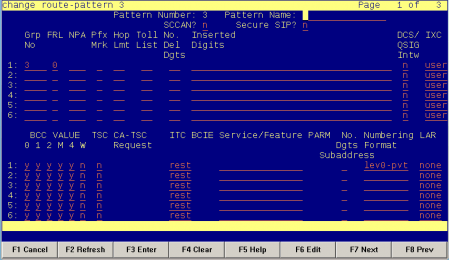 change route-pattern 3 Page 1 of 3
Pattern Number: 3 Pattern Name:
SCCAN? n Secure SIP? n
Grp FRL NPA Pfx Hop Toll No. Inserted DCS/ IXC
No Mrk Lmt List Del Digits QSIG
Dgts Intw
1: 3 0 n user
2: n user
3: n user
4: n user
5: n user
6: n user
BCC VALUE TSC CA-TSC ITC BCIE Service/Feature PARM No. Numbering LAR
0 1 2 M 4 W Request Dgts Format
Subaddress
1: y y y y y n n rest lev0-pvt none
2: y y y y y n n rest none
3: y y y y y n n rest none
4: y y y y y n n rest none
5: y y y y y n n rest none
6: y y y y y n n rest none
F1 Cancel F2 Refresh F3 Enter F4 Clear F5 Help F6 Edit F7 Next F8 Prev